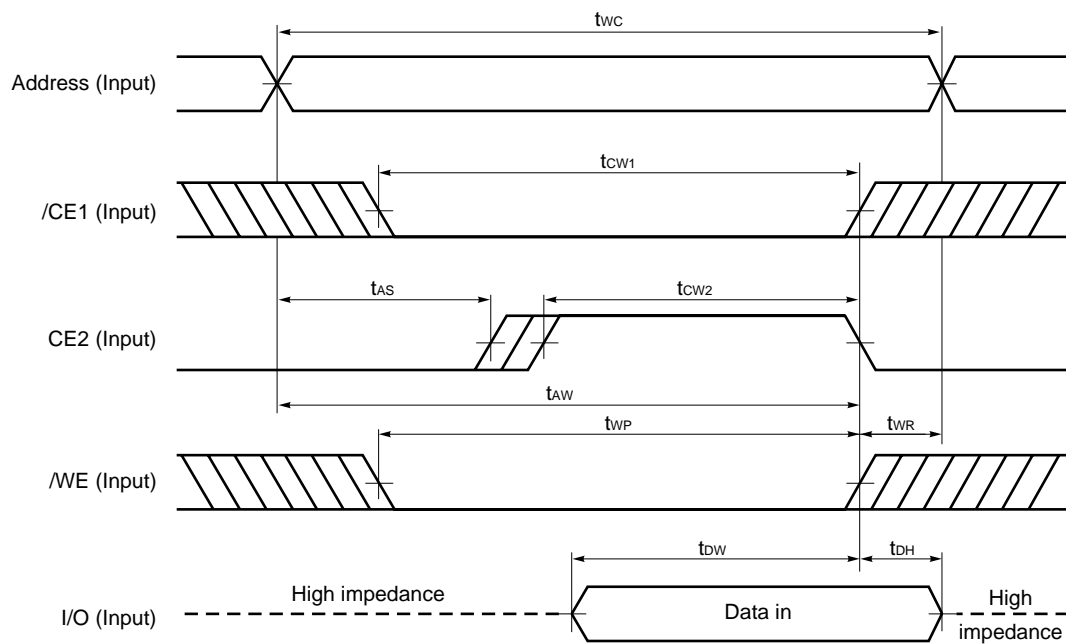 tWC
Address (Input)
tCW1
/CE1 (Input)
tAS
tCW2
CE2 (Input)
tAW
tWP
tWR
/WE (Input)
tDW
tDH
High impedance
Data in
High
impedance
I/O (Input)